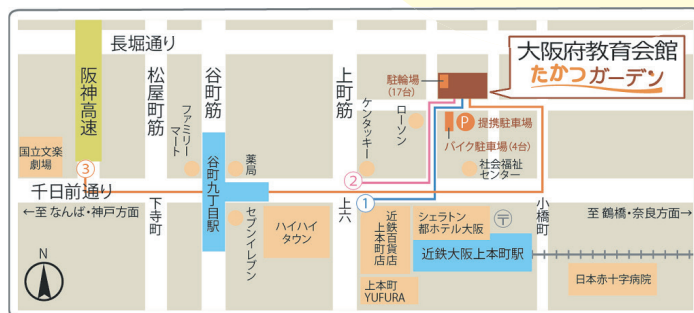 長堀通り
阪神高速
松屋町筋
谷町筋
上町筋
大阪府教育会館
たかつガーデン
駐輪場
(17台)
ファミリー
マート
ケンタッキー
ローソン
P 提携駐車場
バイク駐車場(4台)
国立文楽
劇場
③
谷町九丁目駅
薬局
社会福祉
センター
②
千日前通り
①
←至 なんば・神戸方面
下寺町
セブンイレブン
ハイハイ
タウン
上六
近鉄百貨店
上本町店
シェラトン
都ホテル大阪
〒
小橋町
至 鶴橋・奈良方面→
近鉄大阪上本町駅
N
上本町
YUFURA
日本赤十字病院